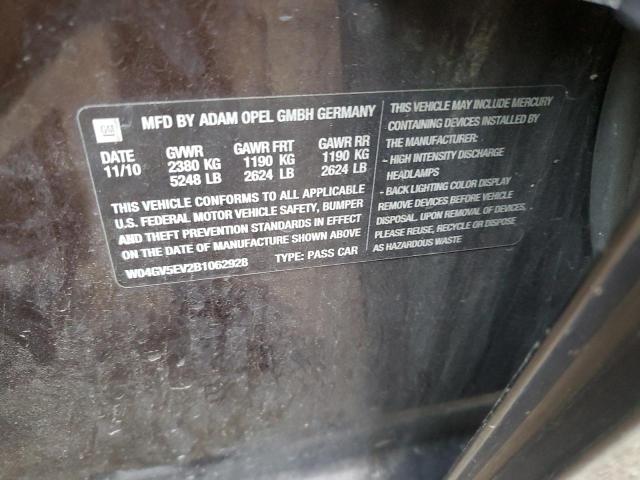 GM
MFD BY ADAM OPEL GMBH GERMANY
DATE GVWR GAWR FRT GAWR RR
11/10 2380 KG 1190 KG 1190 KG
5248 LB 2624 LB 2624 LB
THIS VEHICLE CONFORMS TO ALL APPLICABLE
U.S. FEDERAL MOTOR VEHICLE SAFETY, BUMPER
AND THEFT PREVENTION STANDARDS IN EFFECT
ON DATE OF MANUFACTURE SHOWN ABOVE
W04GV5EV2B1062928 TYPE: PASS CAR
THIS VEHICLE MAY INCLUDE MERCURY
CONTAINING DEVICES INSTALLED BY
THE MANUFACTURER:
- HIGH INTENSITY DISCHARGE
HEADLAMPS
- BACK LIGHTING COLOR DISPLAY
REMOVE DEVICES BEFORE VEHICLE
DISPOSAL. UPON REMOVAL OF DEVICES.
PLEASE REUSE, RECYCLE OR DISPOSE
AS HAZARDOUS WASTE